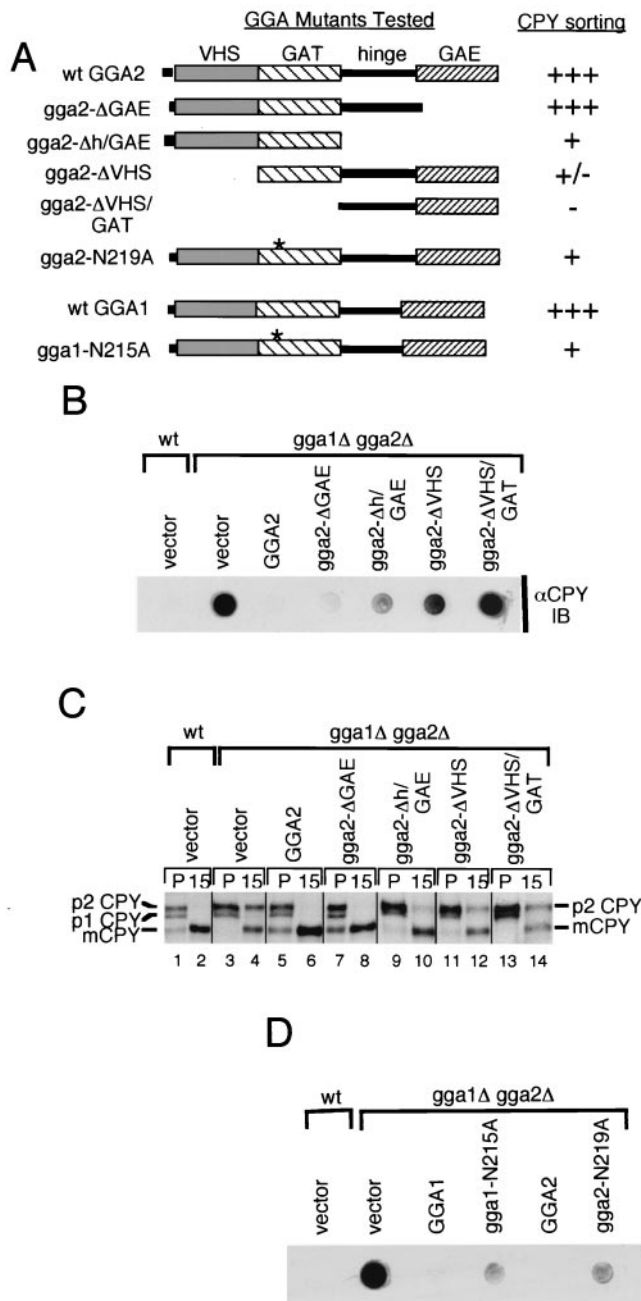 GGA Mutants Tested CPY sorting
A
VHS GAT hinge GAE
wt GGA2 +++
gga2-ΔGAE +++
gga2-Δh/GAE +
gga2-ΔVHS +/-
gga2-ΔVHS/
GAT -
*
gga2-N219A +
wt GGA1 +++
*
gga1-N215A +
B
wt gga1Δ gga2Δ
vector
vector
GGA2
gga2-ΔGAE
gga2-Δh/
GAE
gga2-ΔVHS
gga2-ΔVHS/
GAT
αCPY
IB
C
gga1Δ gga2Δ
wt
vector
vector
GGA2
gga2-ΔGAE
gga2-Δh/
GAE
gga2-ΔVHS
gga2-ΔVHS/
GAT
P 15 P 15 P 15 P 15 P 15 P 15 P 15
p2 CPY
p1 CPY
mCPY
p2 CPY
mCPY
1 2 3 4 5 6 7 8 9 10 11 12 13 14
D
wt gga1Δ gga2Δ
vector
vector
GGA1
gga1-N215A
GGA2
gga2-N219A